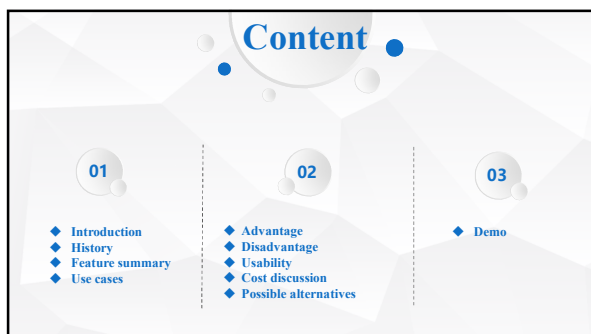 Content
01
Introduction
History
Feature summary
Use cases
02
Advantage
Disadvantage
Usability
Cost discussion
Possible alternatives
03
Demo